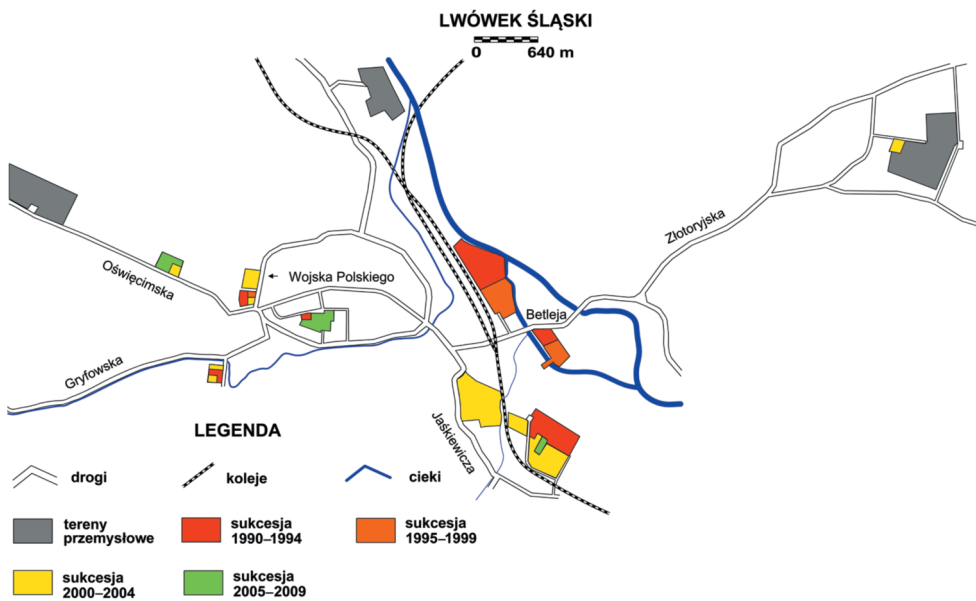 LWÓWEK ŚLĄSKI
0 640 m
Złotoryjska
Oświęcimska
Wojska Polskiego
Betleja
Gryfowska
Jaśkiewicza
LEGENDA
drogi
koleje
cieki
tereny
przemysłowe
sukcesja
1990–1994
sukcesja
1995–1999
sukcesja
2000–2004
sukcesja
2005–2009